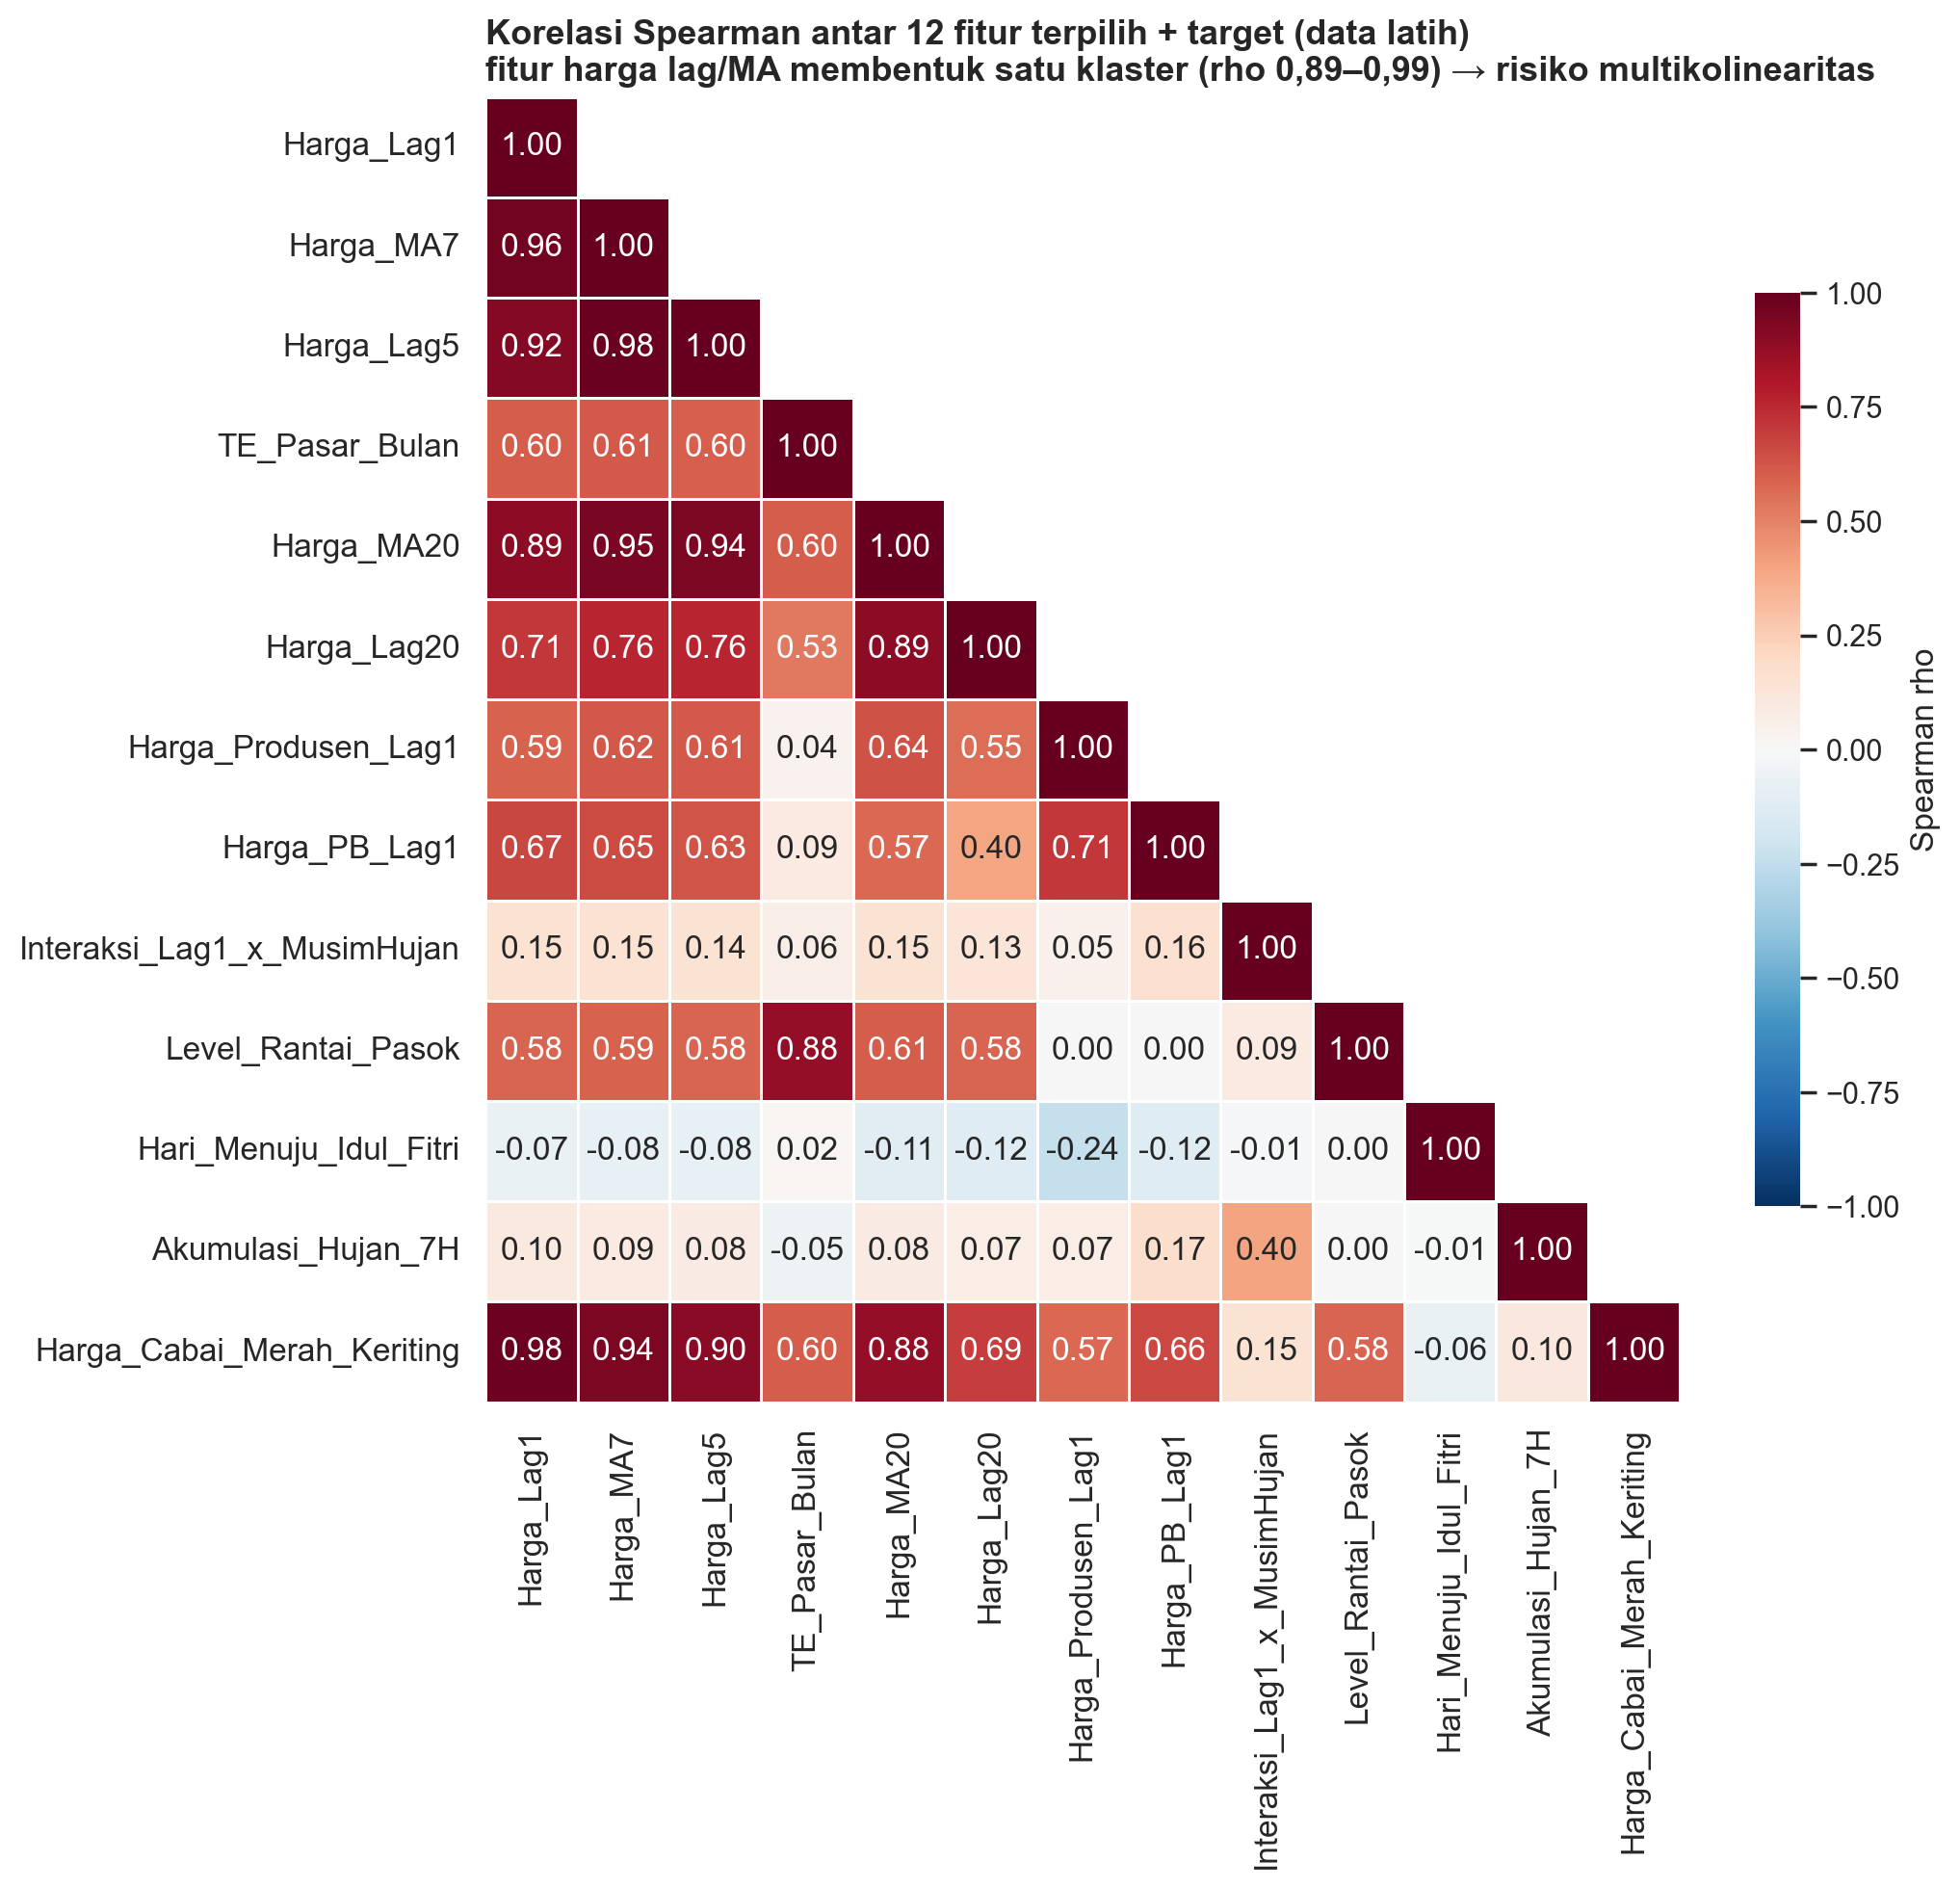 Korelasi Spearman antar 12 fitur terpilih + target (data latih)
fitur harga lag/MA membentuk satu klaster (rho 0,89–0,99) → risiko multikolinearitas
Harga_Lag1 1.00
Harga_MA7 0.96 1.00
Harga_Lag5 0.92 0.98 1.00
TE_Pasar_Bulan 0.60 0.61 0.60 1.00
Harga_MA20 0.89 0.95 0.94 0.60 1.00
Harga_Lag20 0.71 0.76 0.76 0.53 0.89 1.00
Harga_Produsen_Lag1 0.59 0.62 0.61 0.04 0.64 0.55 1.00
Harga_PB_Lag1 0.67 0.65 0.63 0.09 0.57 0.40 0.71 1.00
Interaksi_Lag1_x_MusimHujan 0.15 0.15 0.14 0.06 0.15 0.13 0.05 0.16 1.00
Level_Rantai_Pasok 0.58 0.59 0.58 0.88 0.61 0.58 0.00 0.00 0.09 1.00
Hari_Menuju_Idul_Fitri -0.07 -0.08 -0.08 0.02 -0.11 -0.12 -0.24 -0.12 -0.01 0.00 1.00
Akumulasi_Hujan_7H 0.10 0.09 0.08 -0.05 0.08 0.07 0.07 0.17 0.40 0.00 -0.01 1.00
Harga_Cabai_Merah_Keriting 0.98 0.94 0.90 0.60 0.88 0.69 0.57 0.66 0.15 0.58 -0.06 0.10 1.00
Harga_Lag1
Harga_MA7
Harga_Lag5
TE_Pasar_Bulan
Harga_MA20
Harga_Lag20
Harga_Produsen_Lag1
Harga_PB_Lag1
Interaksi_Lag1_x_MusimHujan
Level_Rantai_Pasok
Hari_Menuju_Idul_Fitri
Akumulasi_Hujan_7H
Harga_Cabai_Merah_Keriting
1.00
0.75
0.50
0.25
0.00
−0.25
−0.50
−0.75
−1.00
Spearman rho